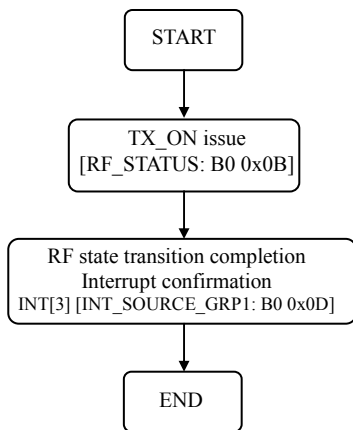 START
TX_ON issue
[RF_STATUS: B0 0x0B]
RF state transition completion
Interrupt confirmation
INT[3] [INT_SOURCE_GRP1: B0 0x0D]
END